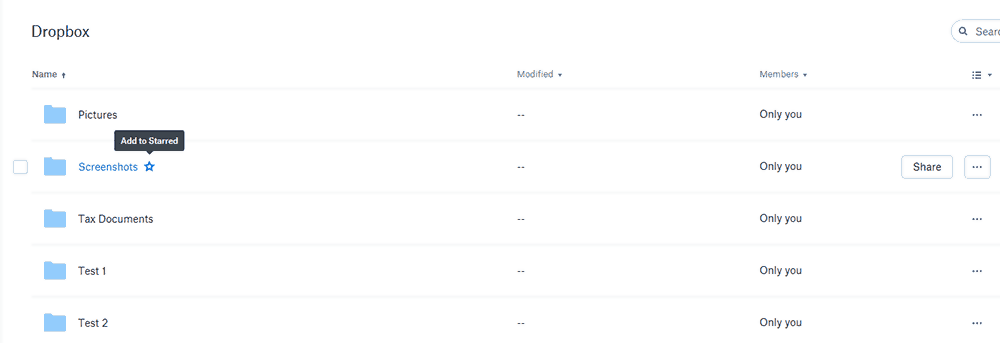 Dropbox
Name Modified Members
Pictures -- Only you ...
Add to Starred
Screenshots -- Only you Share ...
Tax Documents -- Only you ...
Test 1 -- Only you ...
Test 2 -- Only you ...